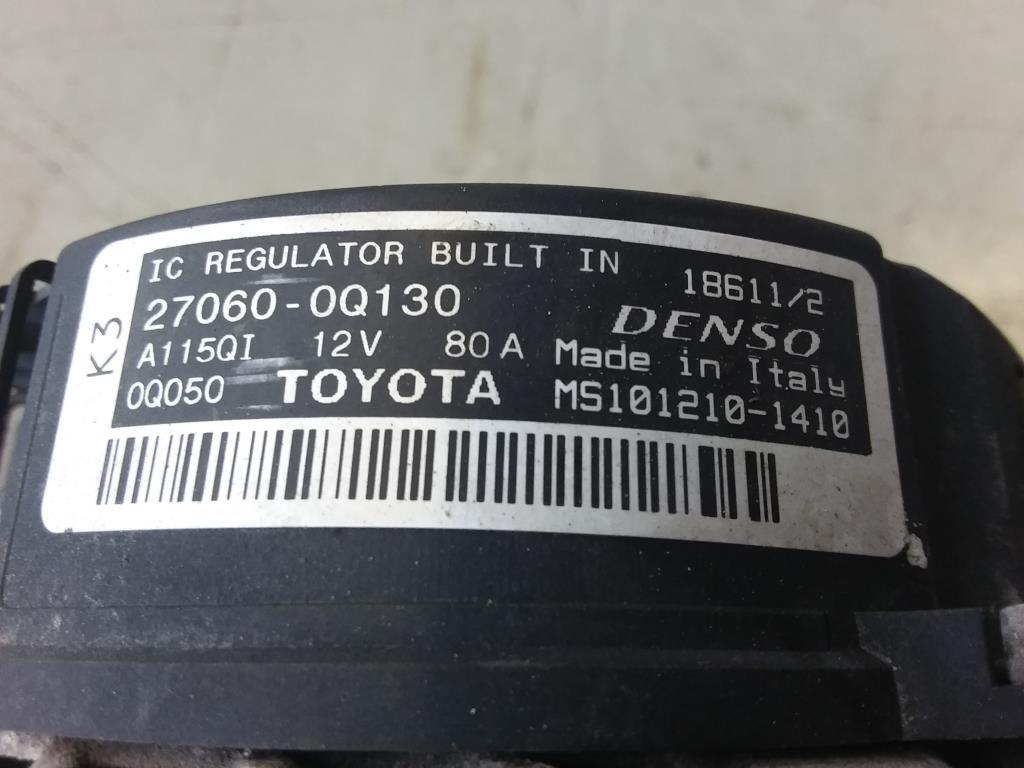 IC REGULATOR BUILT IN 18611/2
27060-0Q130 DENSO
A115QI 12V 80A Made in Italy
0Q050 TOYOTA MS101210-1410
K3